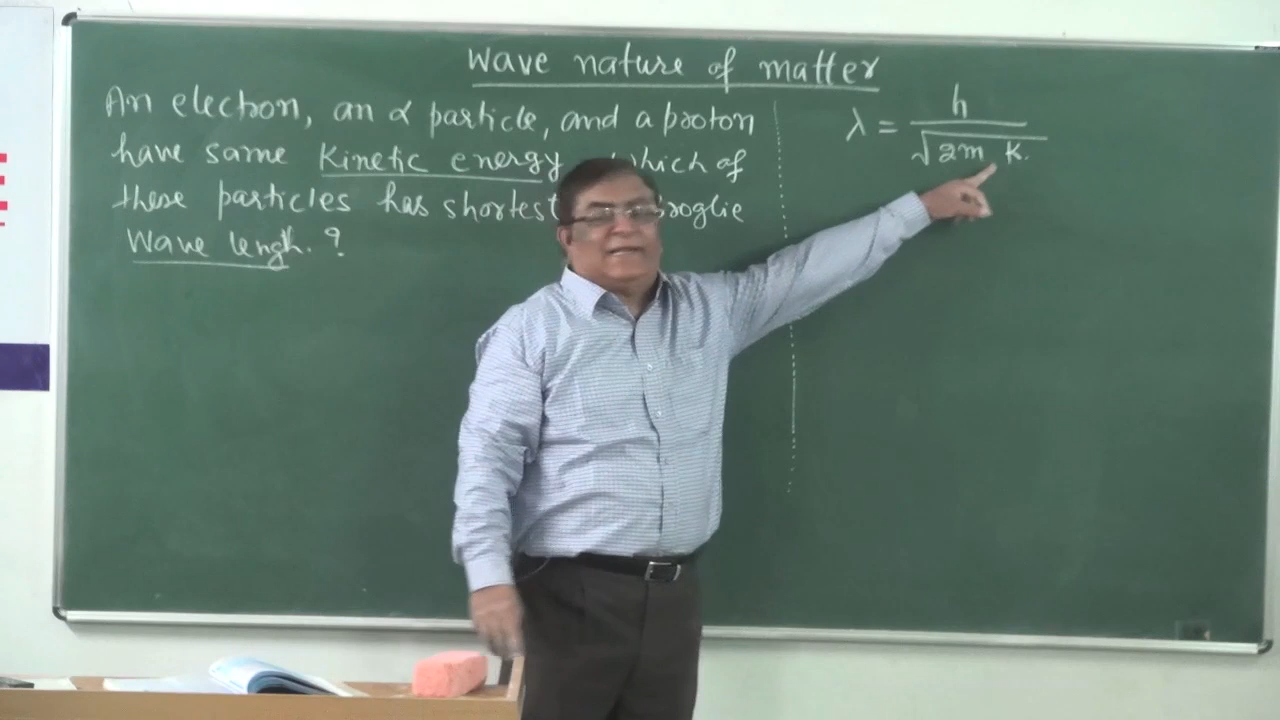 Wave nature of matter
An electron, an α particle, and a proton
have same Kinetic energy which of
these particles has shortest
Wave length. ?
λ = h
√2m K.